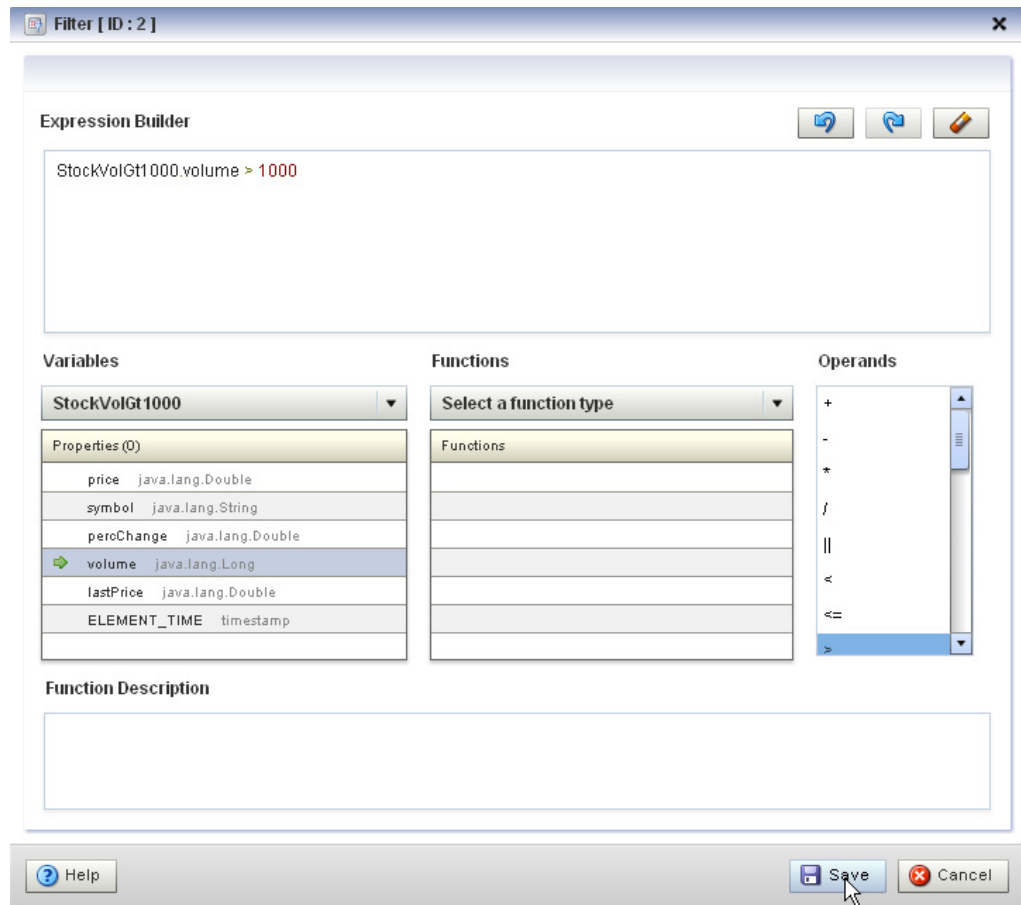 Filter [ ID : 2 ]
Expression Builder
StockVolGt1000.volume > 1000
Variables
Functions
Operands
StockVolGt1000
Select a function type
Properties (0)
Functions
price java.lang.Double
symbol java.lang.String
percChange java.lang.Double
volume java.lang.Long
lastPrice java.lang.Double
ELEMENT_TIME timestamp
+
-
*
/
||
<
<=
>
Function Description
Help
Save
Cancel